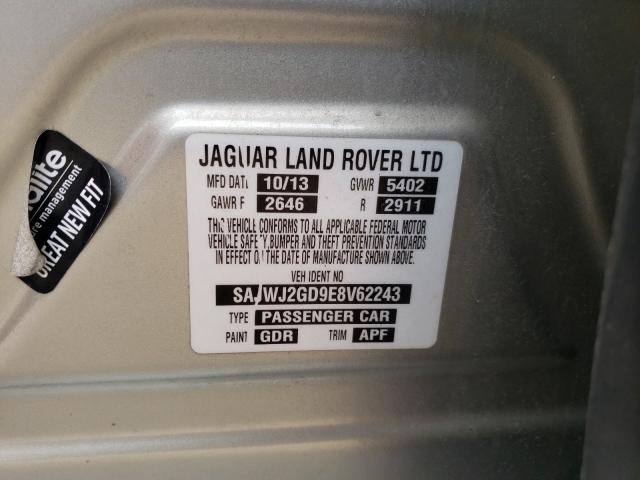 JAGUAR LAND ROVER LTD
MFD DATE 10/13 GVWR 5402
GAWR F 2646 R 2911
THIS VEHICLE CONFORMS TO ALL APPLICABLE FEDERAL MOTOR
VEHICLE SAFETY, BUMPER AND THEFT PREVENTION STANDARDS
IN EFFECT ON THE DATE OF MANUFACTURE SHOWN ABOVE.
VEH IDENT NO
SAJWJ2GD9E8V62243
TYPE PASSENGER CAR
PAINT GDR TRIM APF
management
GREAT NEW FIT